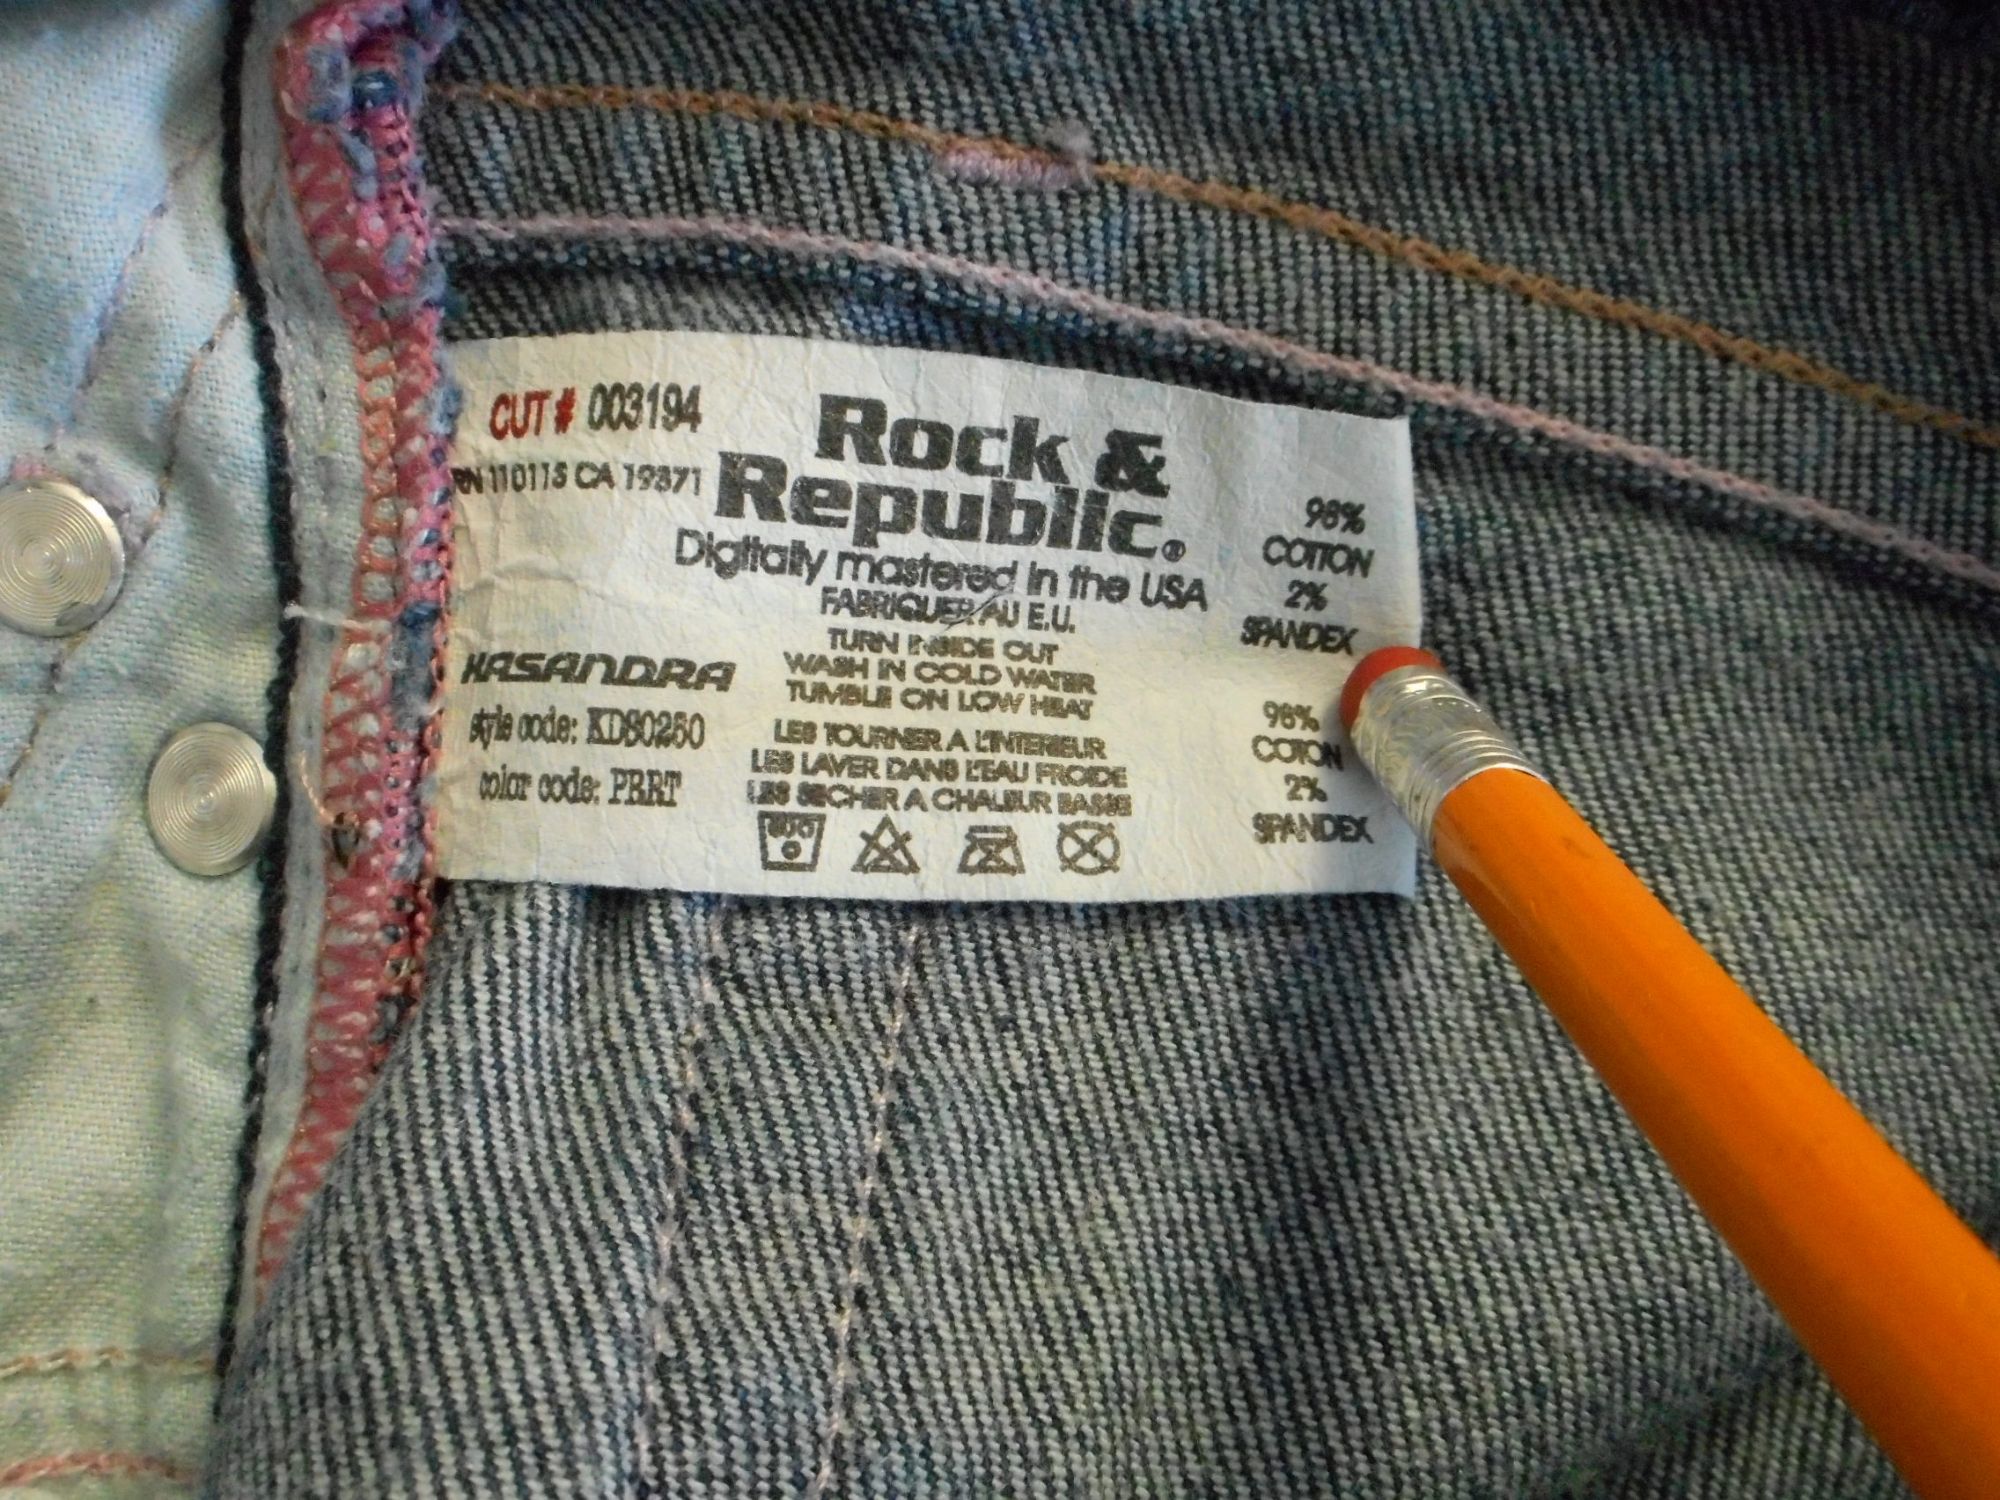 CUT # 003194
RN 110115 CA 19871
Rock &
Republic.®
Digitally mastered in the USA
FABRIQUER AU E.U.
TURN INSIDE OUT
WASH IN COLD WATER
TUMBLE ON LOW HEAT
LES TOURNER A L'INTERIEUR
LES LAVER DANS L'EAU FROIDE
LES SECHER A CHALEUR BASSE
KASANDRA
style code: KDS0250
color code: PRRT
98%
COTTON
2%
SPANDEX
98%
COTON
2%
SPANDEX